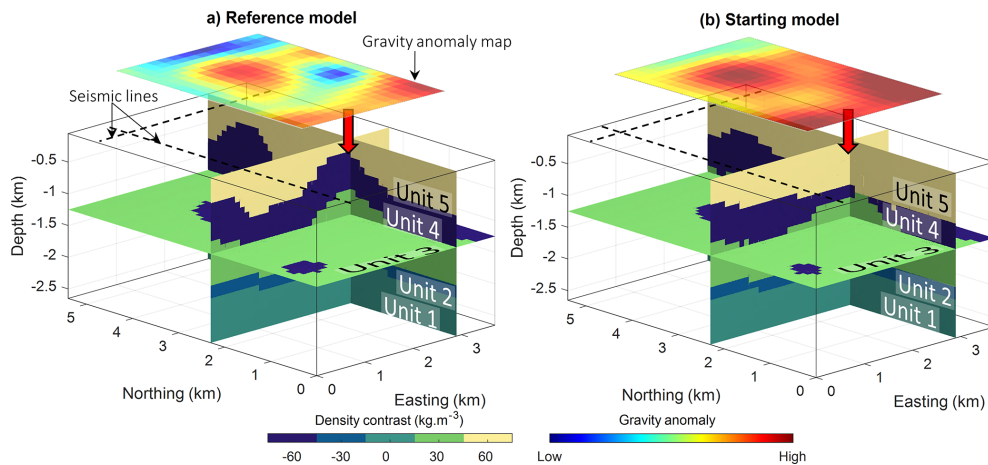 a) Reference model
(b) Starting model
Gravity anomaly map
Seismic lines
Depth (km)
-0.5
-1
-1.5
-2
-2.5
Unit 5
Unit 4
Unit 3
Unit 2
Unit 1
5
4
3
2
1
0
0
1
2
3
Northing (km)
Easting (km)
Depth (km)
-0.5
-1
-1.5
-2
-2.5
Unit 5
Unit 4
Unit 3
Unit 2
Unit 1
5
4
3
2
1
0
0
1
2
3
Northing (km)
Easting (km)
Density contrast (kg.m⁻³)
-60 -30 0 30 60
Gravity anomaly
Low High